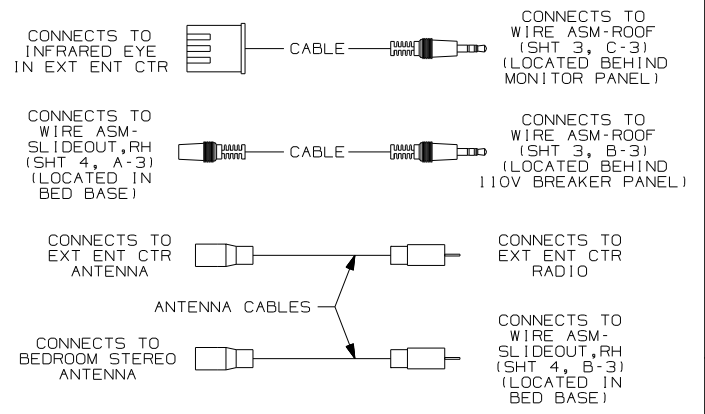 CONNECTS TO
INFRARED EYE
IN EXT ENT CTR
CABLE
CONNECTS TO
WIRE ASM-ROOF
(SHT 3, C-3)
(LOCATED BEHIND
MONITOR PANEL)
CONNECTS TO
WIRE ASM-
SLIDEOUT,RH
(SHT 4, A-3)
(LOCATED IN
BED BASE)
CABLE
CONNECTS TO
WIRE ASM-ROOF
(SHT 3, B-3)
(LOCATED BEHIND
110V BREAKER PANEL)
CONNECTS TO
EXT ENT CTR
ANTENNA
CONNECTS TO
EXT ENT CTR
RADIO
ANTENNA CABLES
CONNECTS TO
BEDROOM STEREO
ANTENNA
CONNECTS TO
WIRE ASM-
SLIDEOUT,RH
(SHT 4, B-3)
(LOCATED IN
BED BASE)